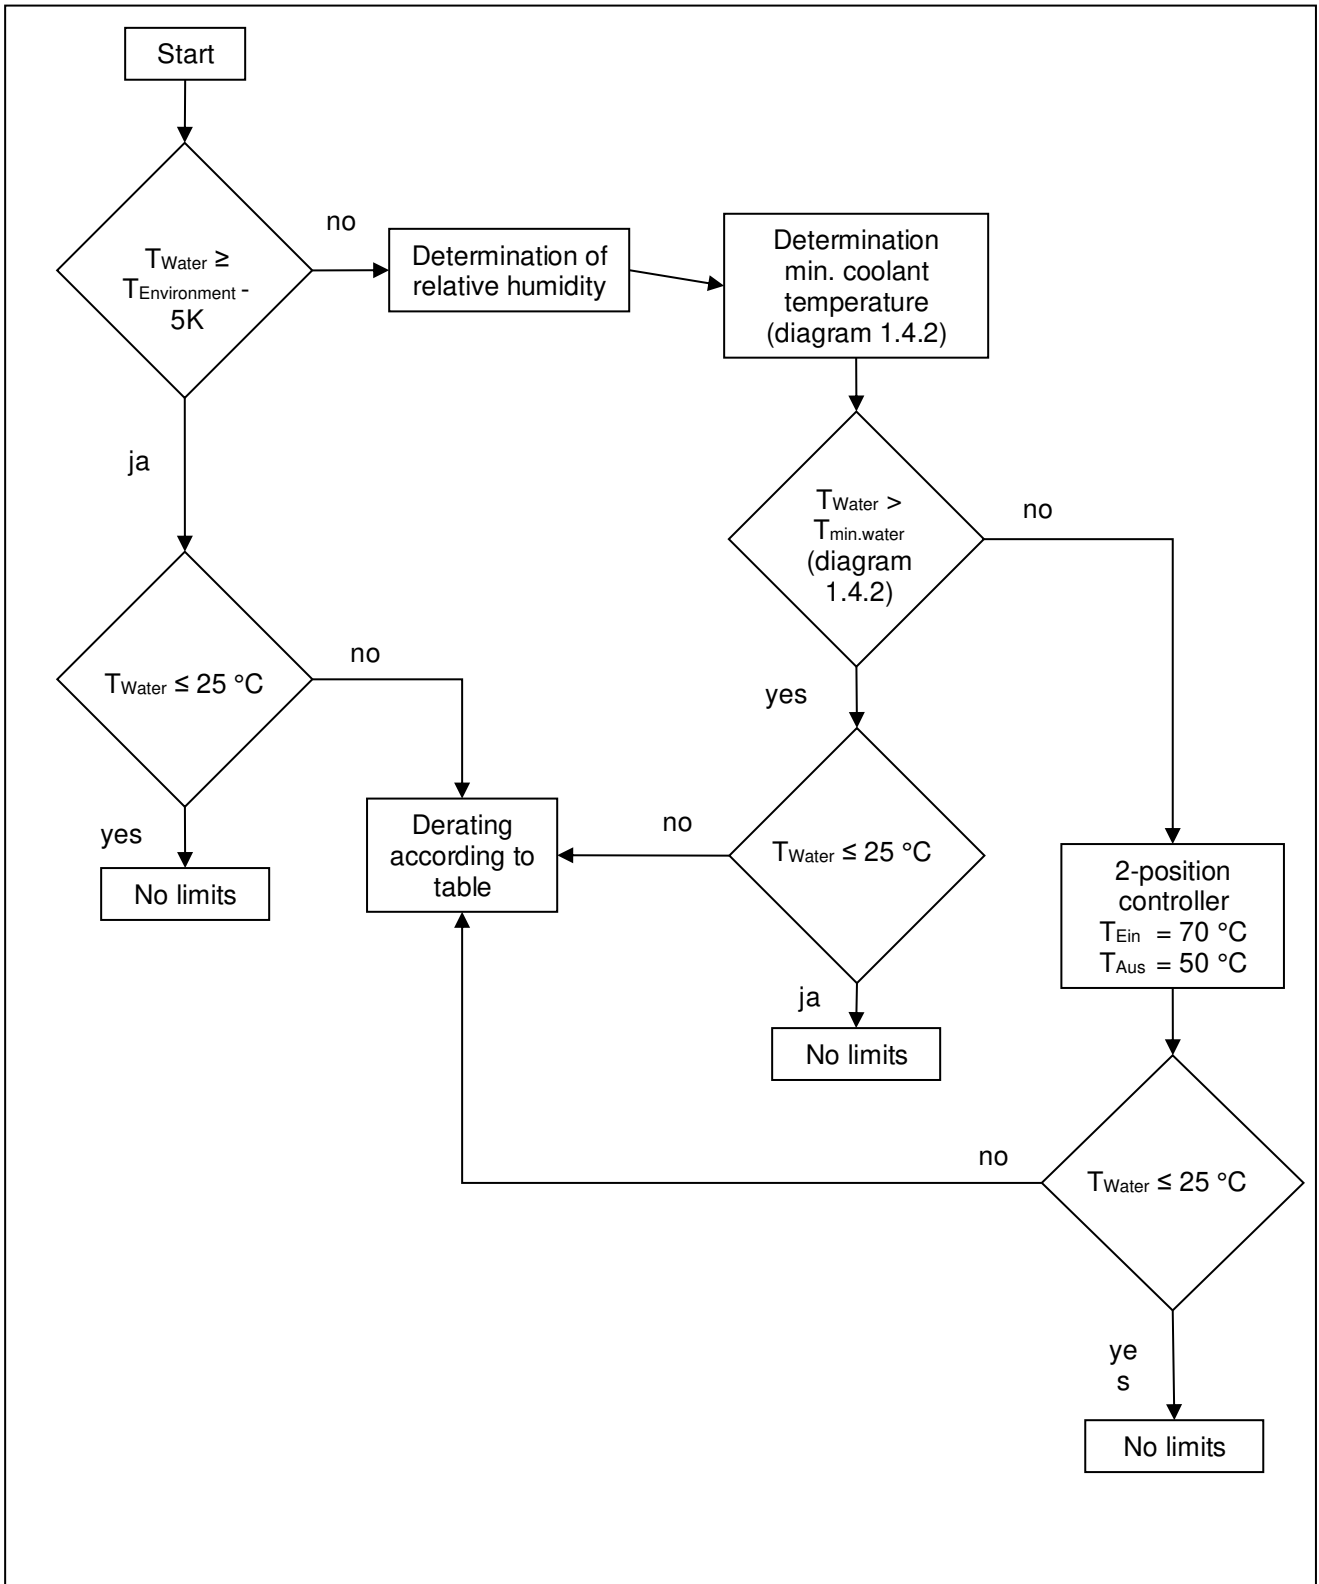 Start
no
TWater ≥
TEnvironment -
5K
Determination of
relative humidity
Determination
min. coolant
temperature
(diagram 1.4.2)
ja
TWater >
Tmin.water
(diagram
1.4.2)
no
TWater ≤ 25 °C
no
yes
yes
No limits
Derating
according to
table
no
TWater ≤ 25 °C
2-position
controller
TEin = 70 °C
TAus = 50 °C
ja
No limits
no
TWater ≤ 25 °C
ye
s
No limits